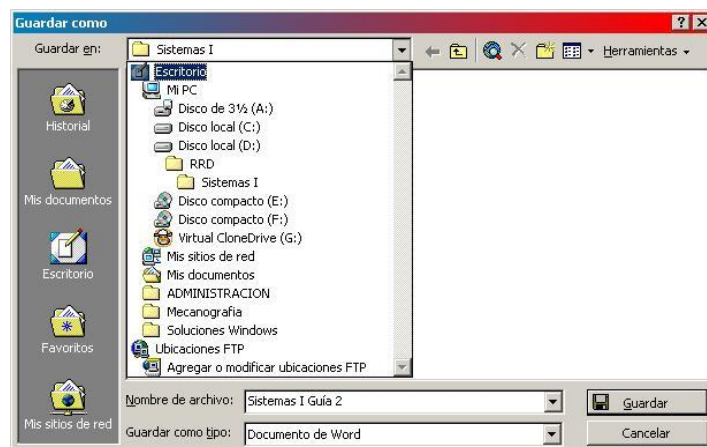 Guardar como
Guardar en:
Sistemas I
Herramientas
Historial
Mis documentos
Escritorio
Favoritos
Mis sitios de red
Escritorio
Mi PC
Disco de 3½ (A:)
Disco local (C:)
Disco local (D:)
RRD
Sistemas I
Disco compacto (E:)
Disco compacto (F:)
Virtual CloneDrive (G:)
Mis sitios de red
Mis documentos
ADMINISTRACION
Mecanografia
Soluciones Windows
Ubicaciones FTP
Agregar o modificar ubicaciones FTP
Nombre de archivo:
Sistemas I Guía 2
Guardar
Guardar como tipo:
Documento de Word
Cancelar